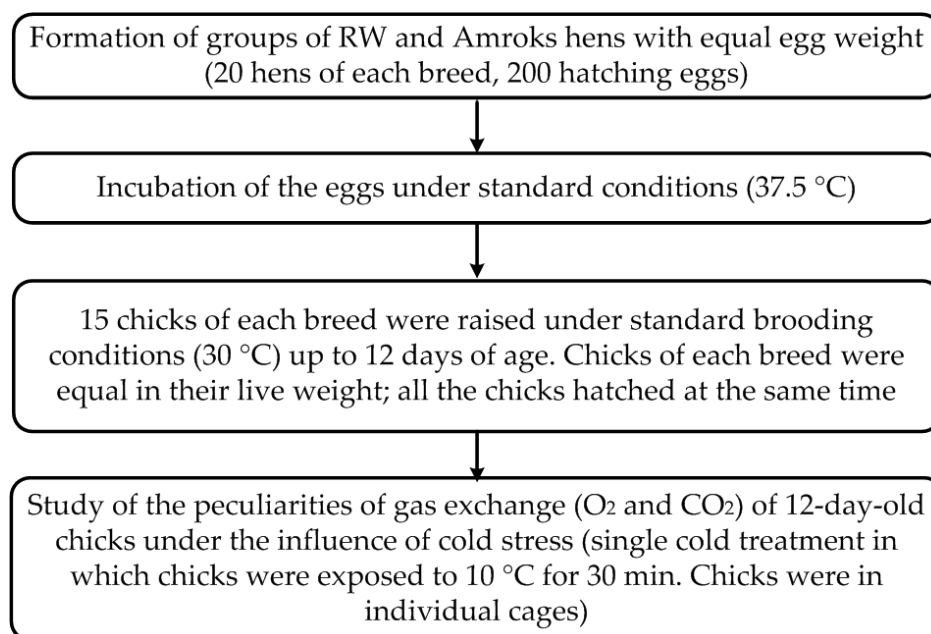 Formation of groups of RW and Amroks hens with equal egg weight
(20 hens of each breed, 200 hatching eggs)
Incubation of the eggs under standard conditions (37.5 °C)
15 chicks of each breed were raised under standard brooding
conditions (30 °C) up to 12 days of age. Chicks of each breed were
equal in their live weight; all the chicks hatched at the same time
Study of the peculiarities of gas exchange (O₂ and CO₂) of 12-day-old
chicks under the influence of cold stress (single cold treatment in
which chicks were exposed to 10 °C for 30 min. Chicks were in
individual cages)